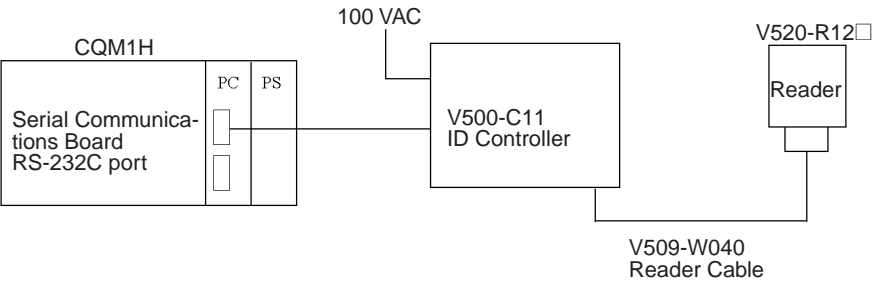 100 VAC
CQM1H
V520-R12□
PC PS
Reader
Serial Communica-
tions Board
RS-232C port
V500-C11
ID Controller
V509-W040
Reader Cable